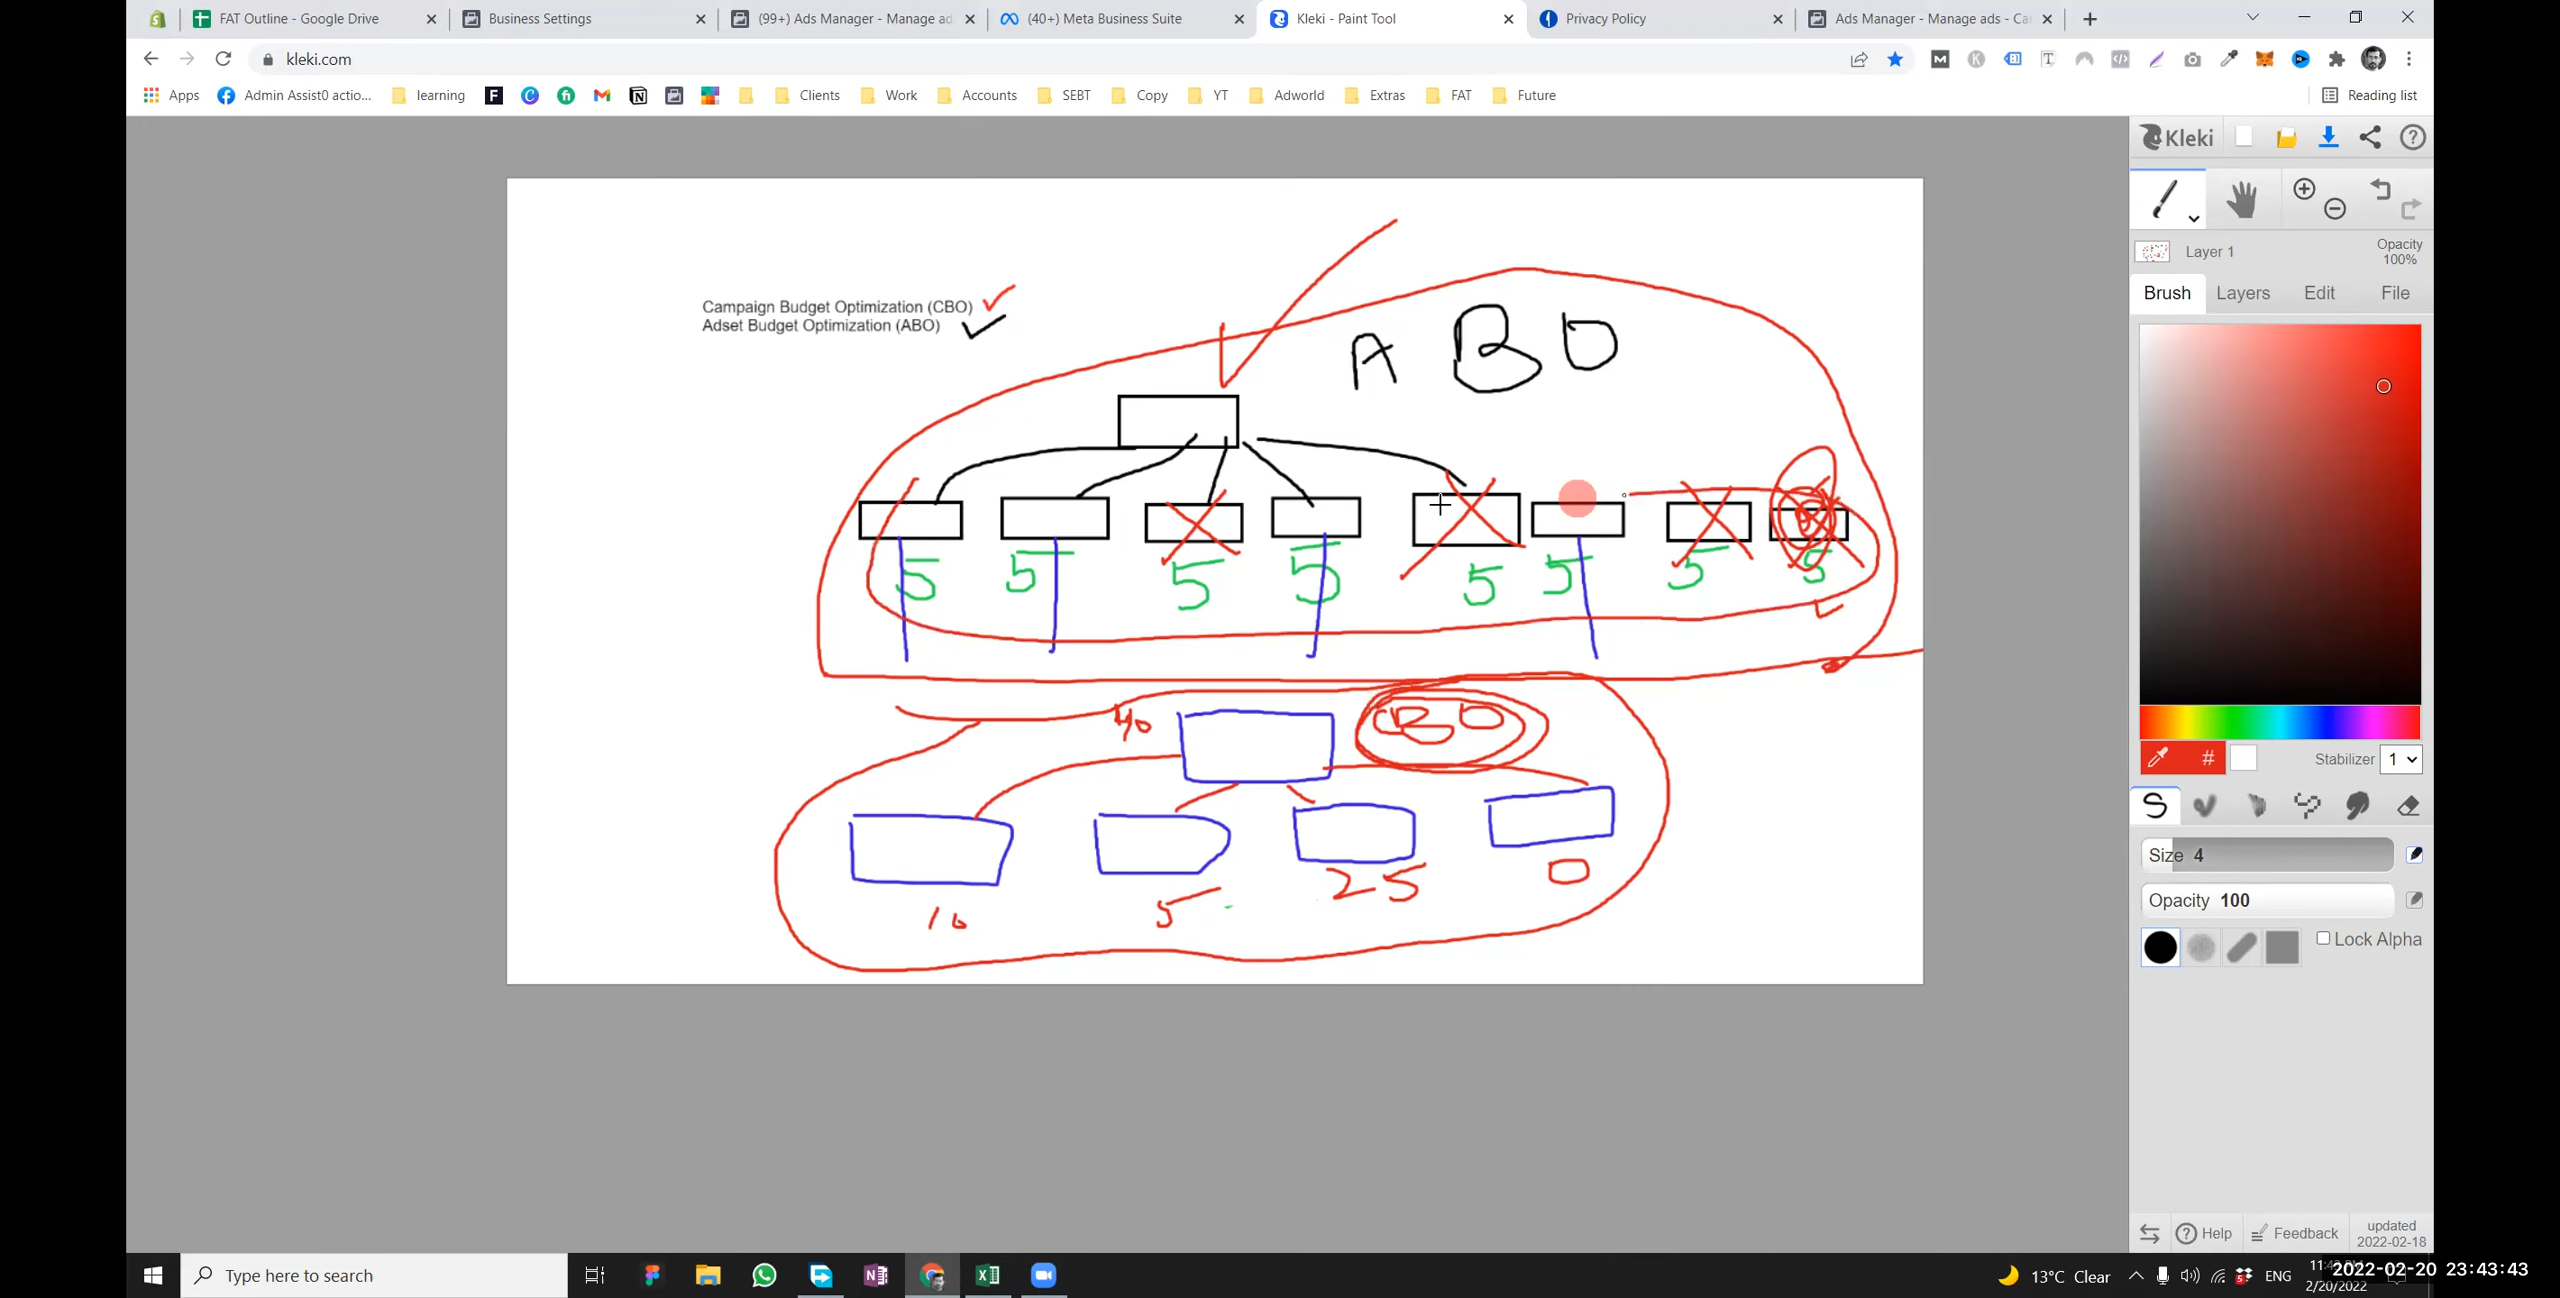 FAT Outline - Google Drive
Business Settings
(99+) Ads Manager - Manage ad
(40+) Meta Business Suite
Kleki - Paint Tool
Privacy Policy
Ads Manager - Manage ads - Ca
kleki.com
Apps
Admin Assist0 actio...
learning
Clients
Work
Accounts
SEBT
Copy
YT
Adworld
Extras
FAT
Future
Reading list
Kleki
Layer 1
Opacity
100%
Brush
Layers
Edit
File
Campaign Budget Optimization (CBO)
Adset Budget Optimization (ABO)
A B O
5 5 5 5 5 5 5 5
40
CBO
10 5 25 0
#
Stabilizer 1
Size 4
Opacity 100
Lock Alpha
Help
Feedback
updated
2022-02-18
Type here to search
13°C Clear
ENG
2/20/2022
2022-02-20 23:43:43